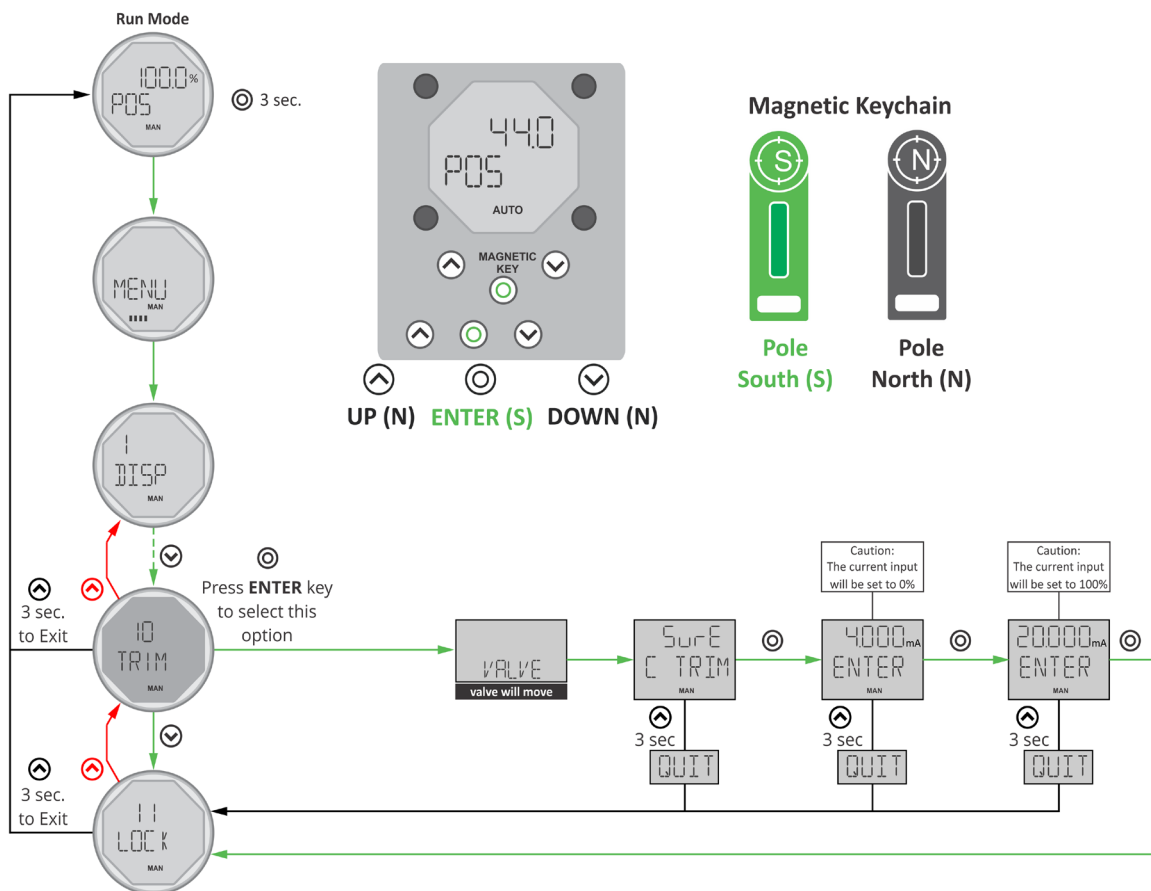 Run Mode
100.0%
POS
MAN
3 sec.
MENU
MAN
1
DISP
MAN
3 sec.
to Exit
10
TRIM
MAN
3 sec.
to Exit
11
LOCK
MAN
44.0
POS
AUTO
MAGNETIC
KEY
UP (N)
ENTER (S)
DOWN (N)
Magnetic Keychain
S
N
Pole
South (S)
Pole
North (N)
Press ENTER key
to select this
option
VALVE
valve will move
SurE
C TRIM
MAN
3 sec
QUIT
Caution:
The current input
will be set to 0%
4.000mA
ENTER
MAN
3 sec
QUIT
Caution:
The current input
will be set to 100%
20.000mA
ENTER
MAN
3 sec
QUIT